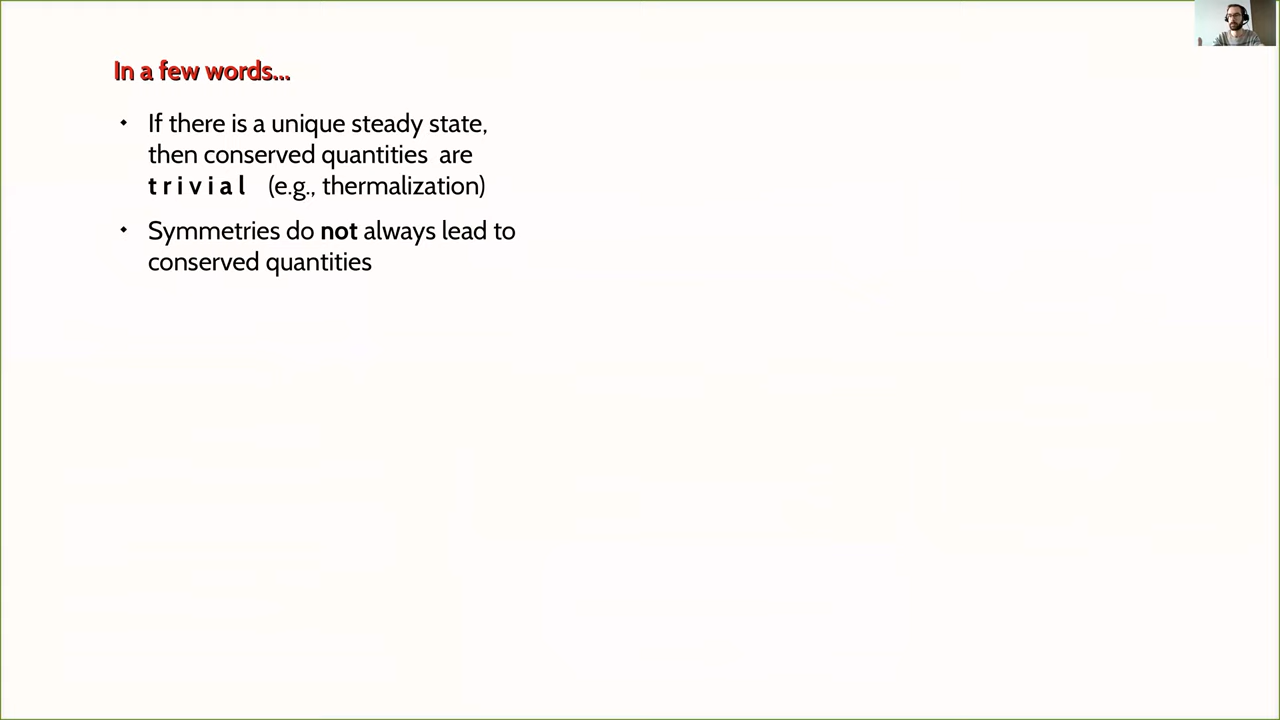 In a few words...
• If there is a unique steady state,
then conserved quantities are
t r i v i a l (e.g., thermalization)
• Symmetries do not always lead to
conserved quantities